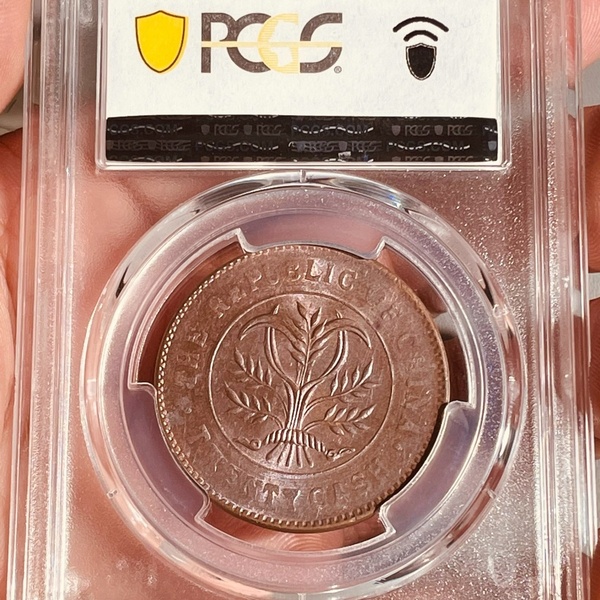 PCGS
THE REPUBLIC OF CHINA
TWENTY CASH